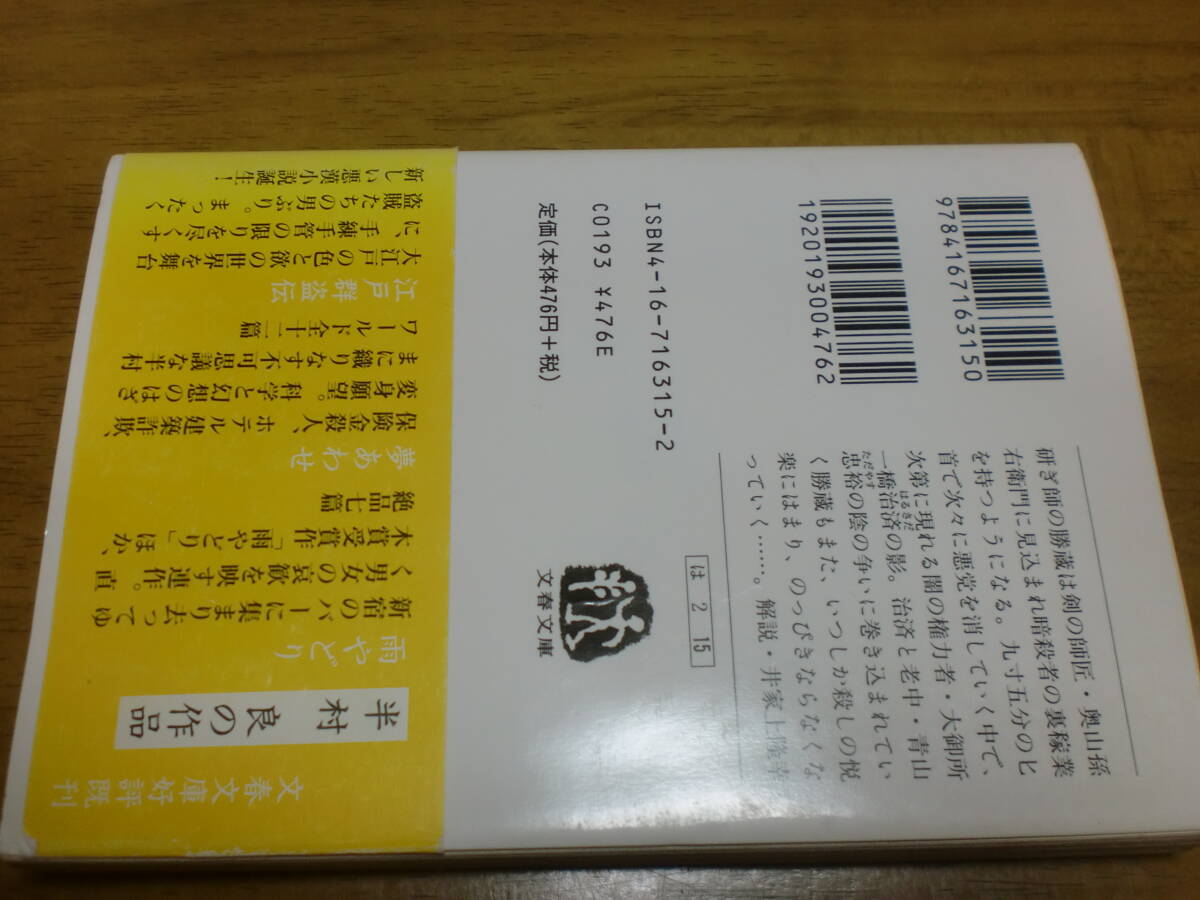 9784167163150
1920193004762
ISBN4-16-716315-2
C0193 ¥476E
定価(本体476円+税)
研ぎ師の勝蔵は剣の師匠・奥山孫
右衛門に見込まれ暗殺者の裏稼業
を持つようになる。九寸五分のヒ
首で次々に悪党を消していく中で、
次第に現れる闇の権力者・大御所
一橋治済の影。治済と老中・青山
はるさだ
忠裕の陰の争いに巻き込まれてい
ただやす
く勝蔵もまた、いつしか殺しの悦
楽にはまり、のっぴきならなくな
っていく……。解説・井家上隆幸
は 2 15
文春文庫
文春文庫好評既刊
半村 良の作品
雨やどり
新宿のバーに集まり去ってゆ
く男女の哀歓を映す連作。直
木賞受賞作「雨やどり」ほか、
絶品七篇
夢あわせ
保険金殺人、ホテル建築詐欺、
変身願望。科学と幻想のはざ
まに織りなす不可思議な半村
ワールド全十二篇
江戸群盗伝
大江戸の色と欲の世界を舞台
に、手練手管の限りを尽くす
盗賊たちの男ぶり。まったく
新しい悪漢小説誕生！